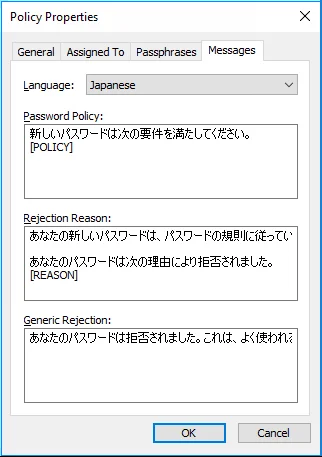 Policy Properties
General
Assigned To
Passphrases
Messages
Language:
Japanese
Password Policy:
新しいパスワードは次の要件を満たしてください。
[POLICY]
Rejection Reason:
あなたの新しいパスワードは、パスワードの規則に従ってい
あなたのパスワードは次の理由により拒否されました。
[REASON]
Generic Rejection:
あなたのパスワードは拒否されました。これは、よく使われる
OK
Cancel